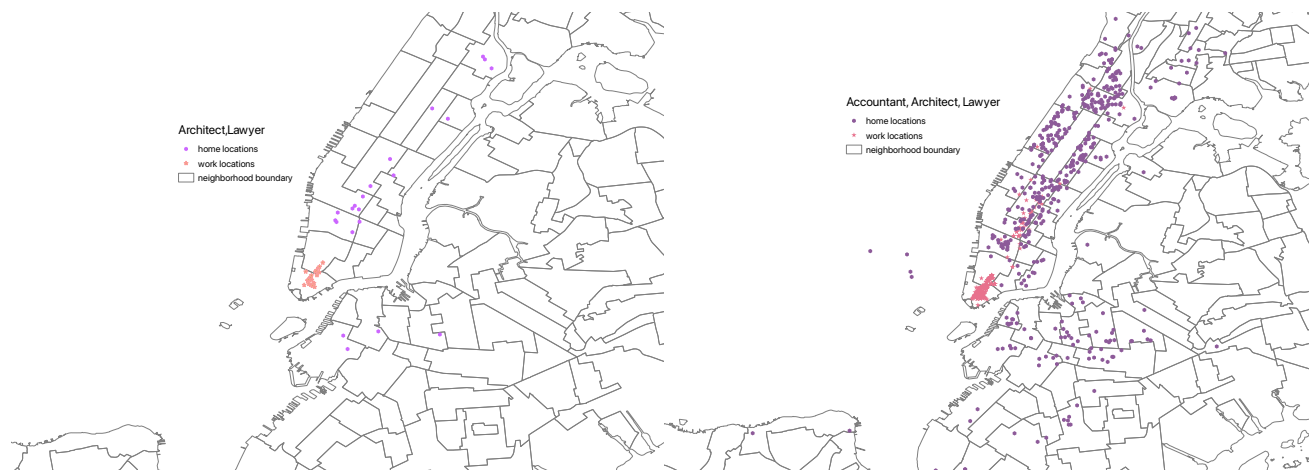 Architect,Lawyer
home locations
work locations
neighborhood boundary
Accountant, Architect, Lawyer
home locations
work locations
neighborhood boundary